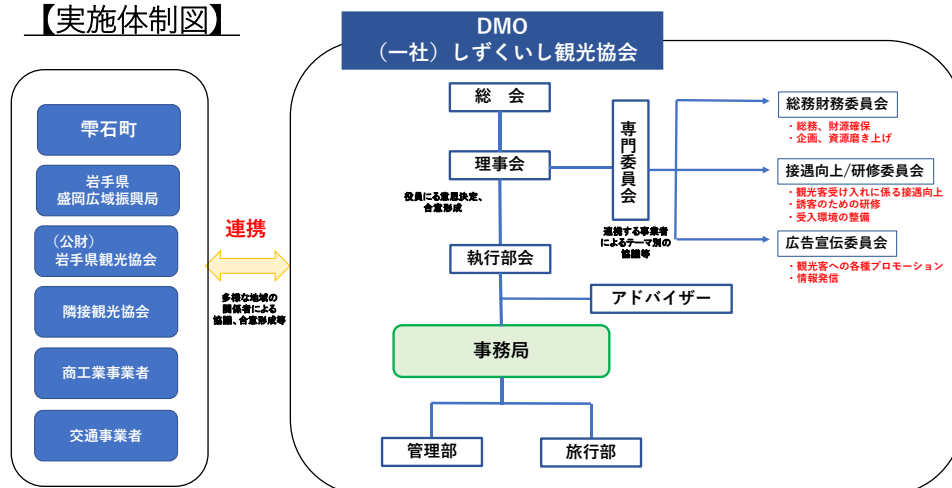 【実施体制図】
DMO
（一社）しずくいし観光協会
雫石町
岩手県
盛岡広域振興局
（公財）
岩手県観光協会
隣接観光協会
商工業事業者
交通事業者
連携
多様な地域の
関係者による
協議、合意形成等
総　会
理事会
役員にる意思決定、
合意形成
執行部会
アドバイザー
事務局
管理部
旅行部
専門委員会
連携する事業者
によるテーマ別の
協議等
総務財務委員会
・総務、財源確保
・企画、資源磨き上げ
接遇向上/研修委員会
・観光客受け入れに係る接遇向上
・誘客のための研修
・受入環境の整備
広告宣伝委員会
・観光客への各種プロモーション
・情報発信